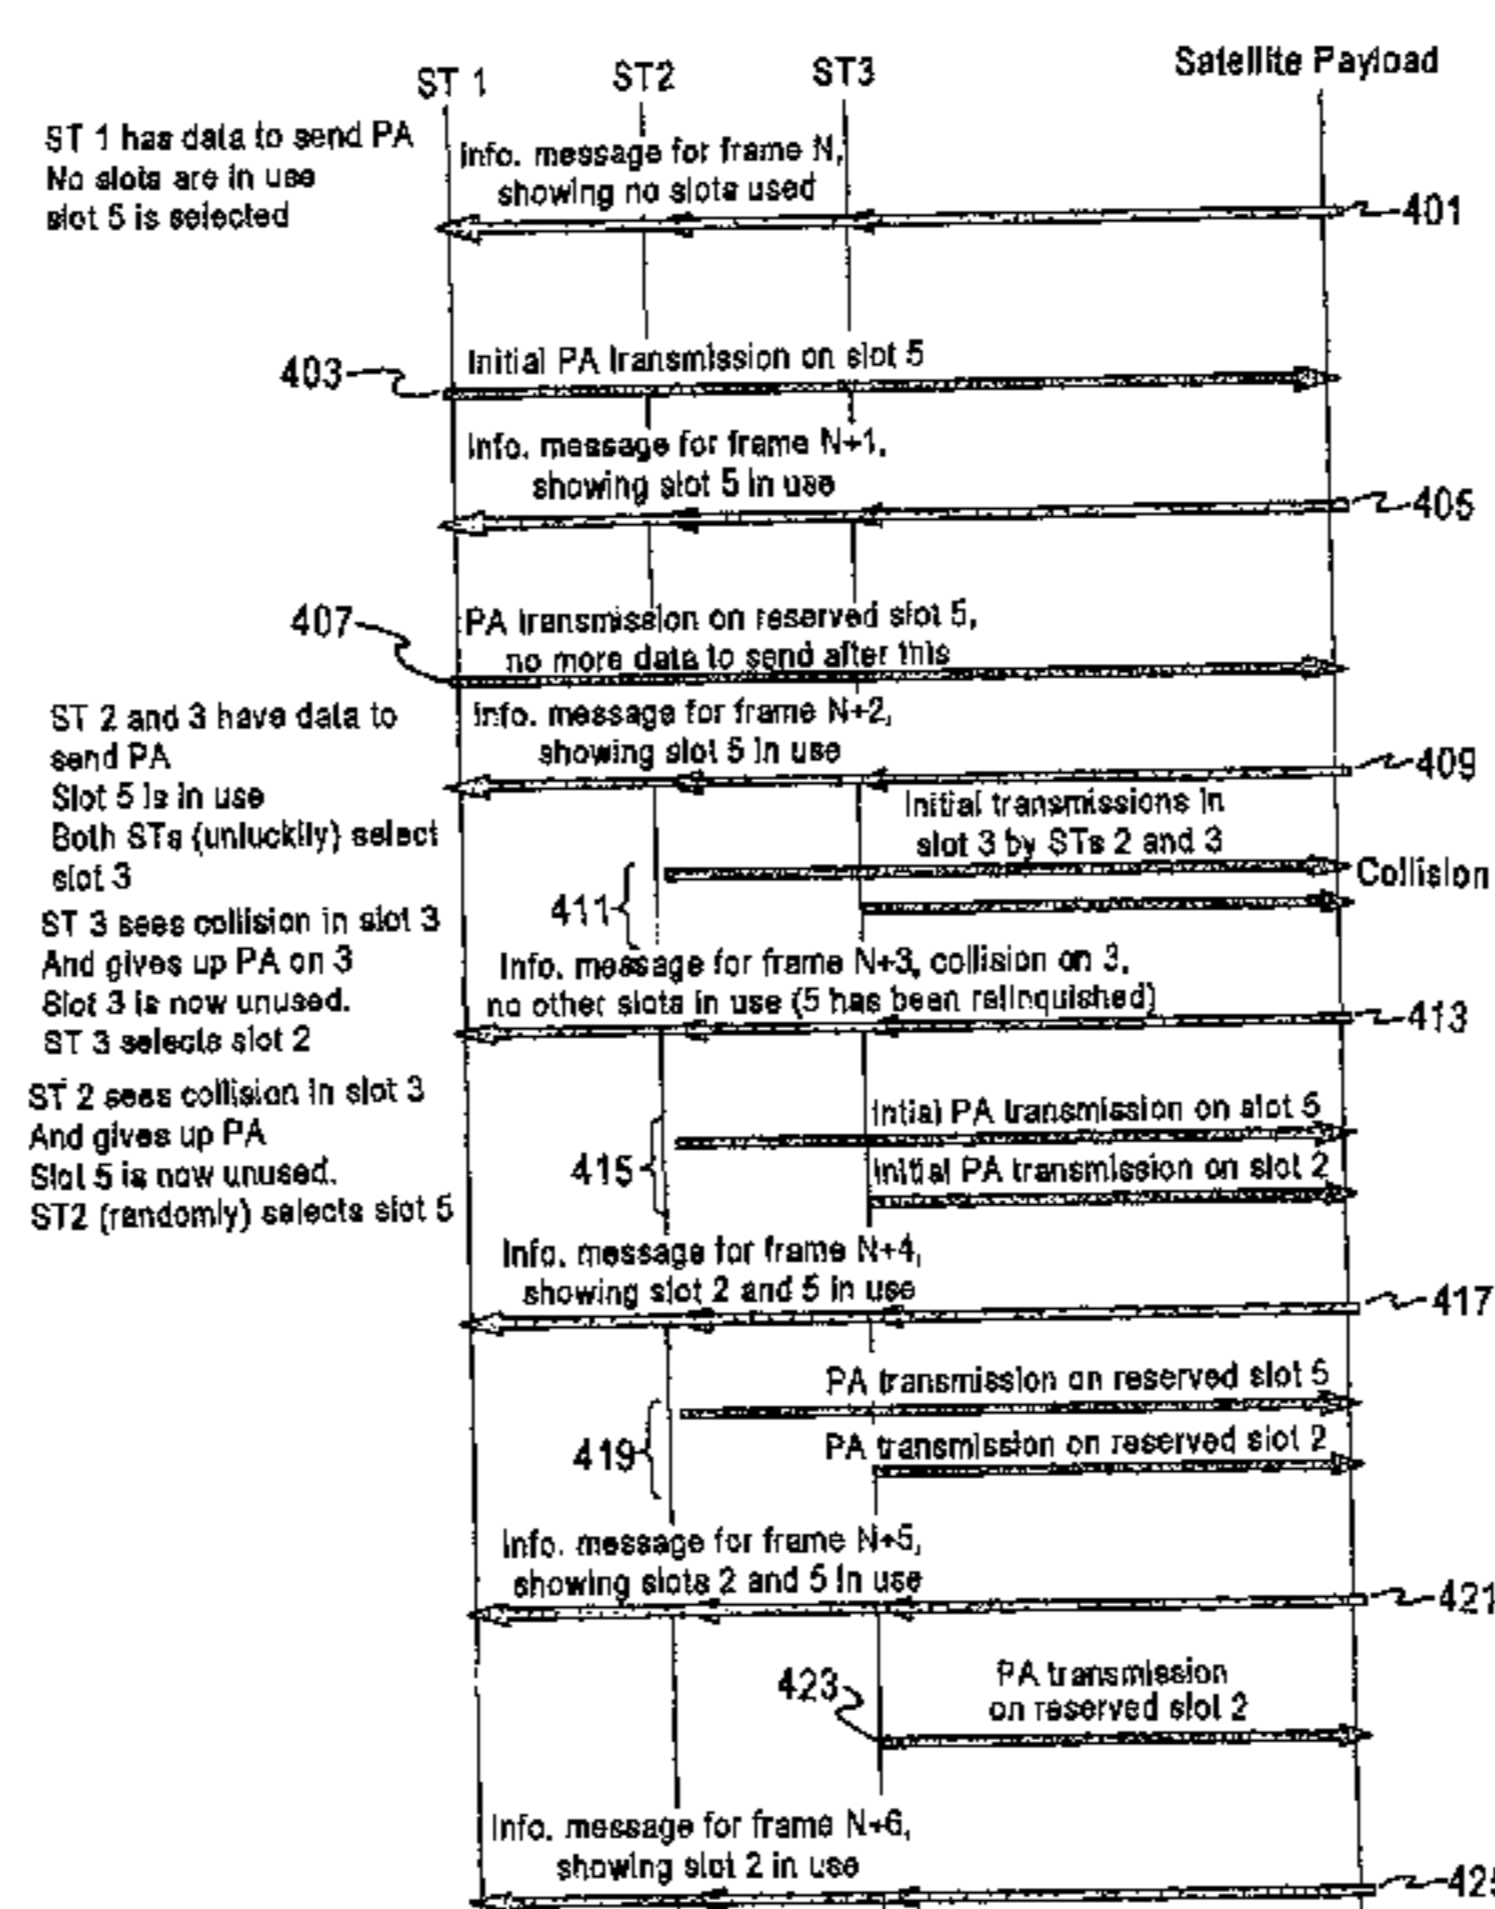 ST 1
ST2
ST3
Satellite Payload
ST 1 has data to send PA
No slots are in use
slot 5 is selected
Info. message for frame N,
showing no slots used
401
Initial PA transmission on slot 5
403
Info. message for frame N+1,
showing slot 5 in use
405
407
PA transmission on reserved slot 5,
no more data to send after this
ST 2 and 3 have data to
send PA
Slot 5 is in use
Both STs (unluckily) select
slot 3
Info. message for frame N+2,
showing slot 5 in use
409
Initial transmissions in
slot 3 by STs 2 and 3
411
Collision
ST 3 sees collision in slot 3
And gives up PA on 3
Slot 3 is now unused.
ST 3 selects slot 2
Info. message for frame N+3, collision on 3,
no other slots in use (5 has been relinquished)
413
ST 2 sees collision in slot 3
And gives up PA
Slot 5 is now unused.
ST2 (randomly) selects slot 5
Intial PA transmission on slot 5
415
Initial PA transmission on slot 2
Info. message for frame N+4,
showing slot 2 and 5 in use
417
PA transmission on reserved slot 5
419
PA transmission on reserved slot 2
Info. message for frame N+5,
showing slots 2 and 5 in use
421
423
PA transmission
on reserved slot 2
Info. message for frame N+6,
showing slot 2 in use
425